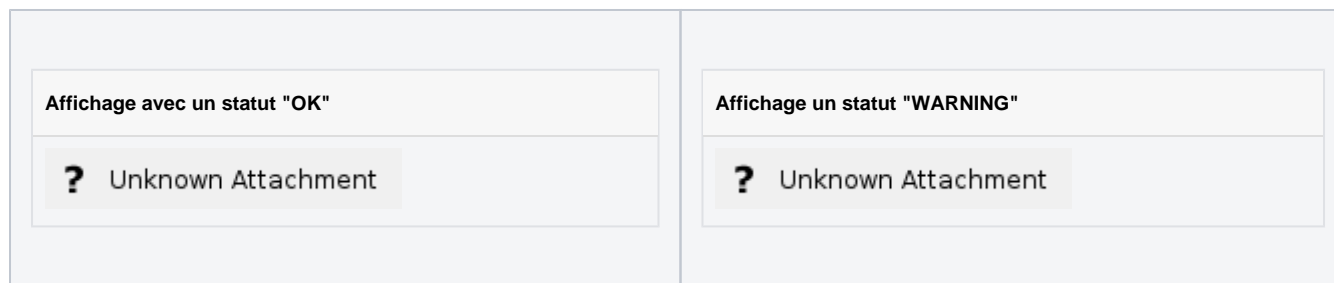 Affichage avec un statut "OK"
? Unknown Attachment
Affichage un statut "WARNING"
? Unknown Attachment